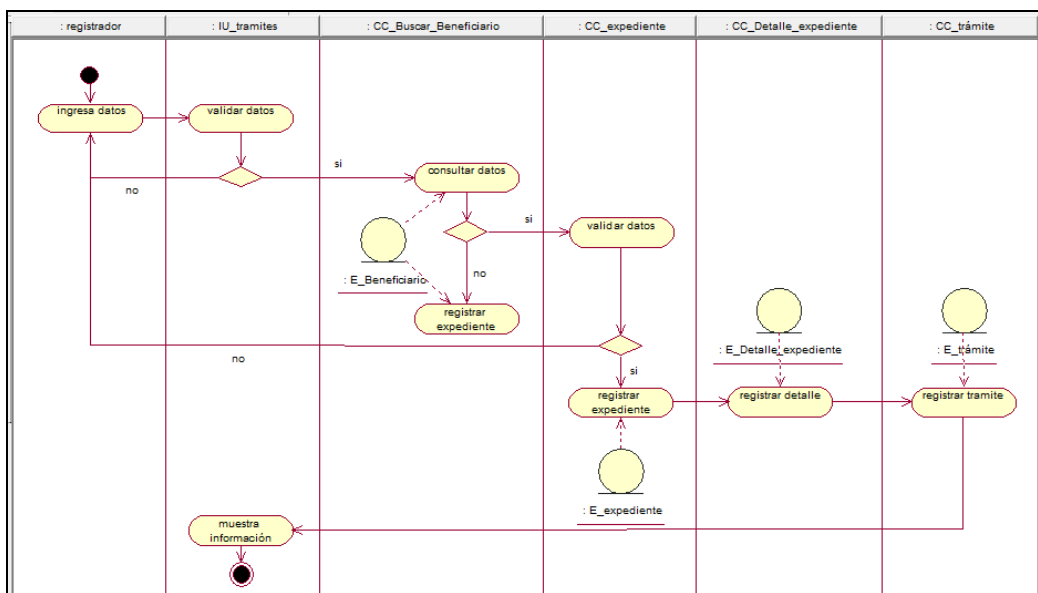 : registrador
: IU_tramites
: CC_Buscar_Beneficiario
: CC_expediente
: CC_Detalle_expediente
: CC_trámite
ingresa datos
validar datos
si
no
consultar datos
si
validar datos
no
: E_Beneficiario
registrar
expediente
: E_Detalle_expediente
: E_trámite
no
si
registrar
expediente
registrar detalle
registrar tramite
: E_expediente
muestra
información